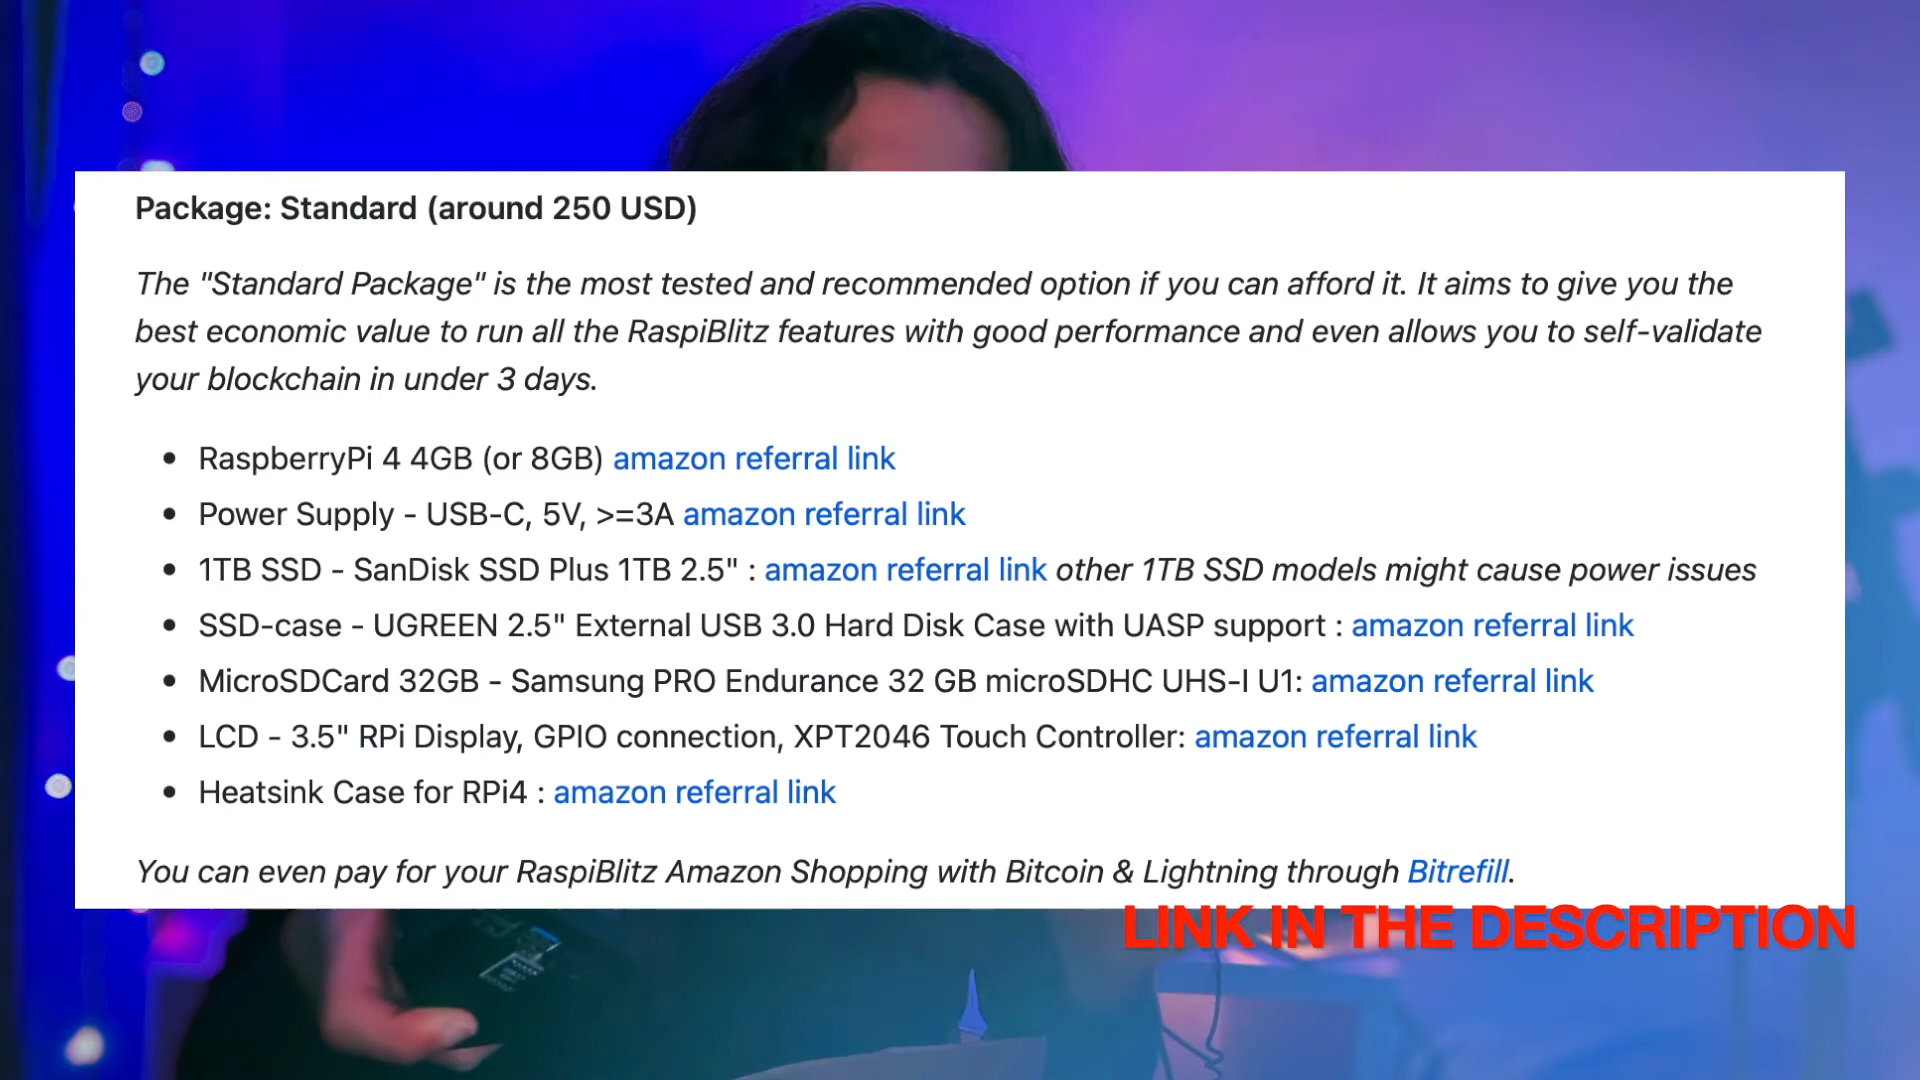 Package: Standard (around 250 USD)
The "Standard Package" is the most tested and recommended option if you can afford it. It aims to give you the
best economic value to run all the RaspiBlitz features with good performance and even allows you to self-validate
your blockchain in under 3 days.
• RaspberryPi 4 4GB (or 8GB) amazon referral link
• Power Supply - USB-C, 5V, >=3A amazon referral link
• 1TB SSD - SanDisk SSD Plus 1TB 2.5" : amazon referral link other 1TB SSD models might cause power issues
• SSD-case - UGREEN 2.5" External USB 3.0 Hard Disk Case with UASP support : amazon referral link
• MicroSDCard 32GB - Samsung PRO Endurance 32 GB microSDHC UHS-I U1: amazon referral link
• LCD - 3.5" RPi Display, GPIO connection, XPT2046 Touch Controller: amazon referral link
• Heatsink Case for RPi4 : amazon referral link
You can even pay for your RaspiBlitz Amazon Shopping with Bitcoin & Lightning through Bitrefill.
LINK IN THE DESCRIPTION